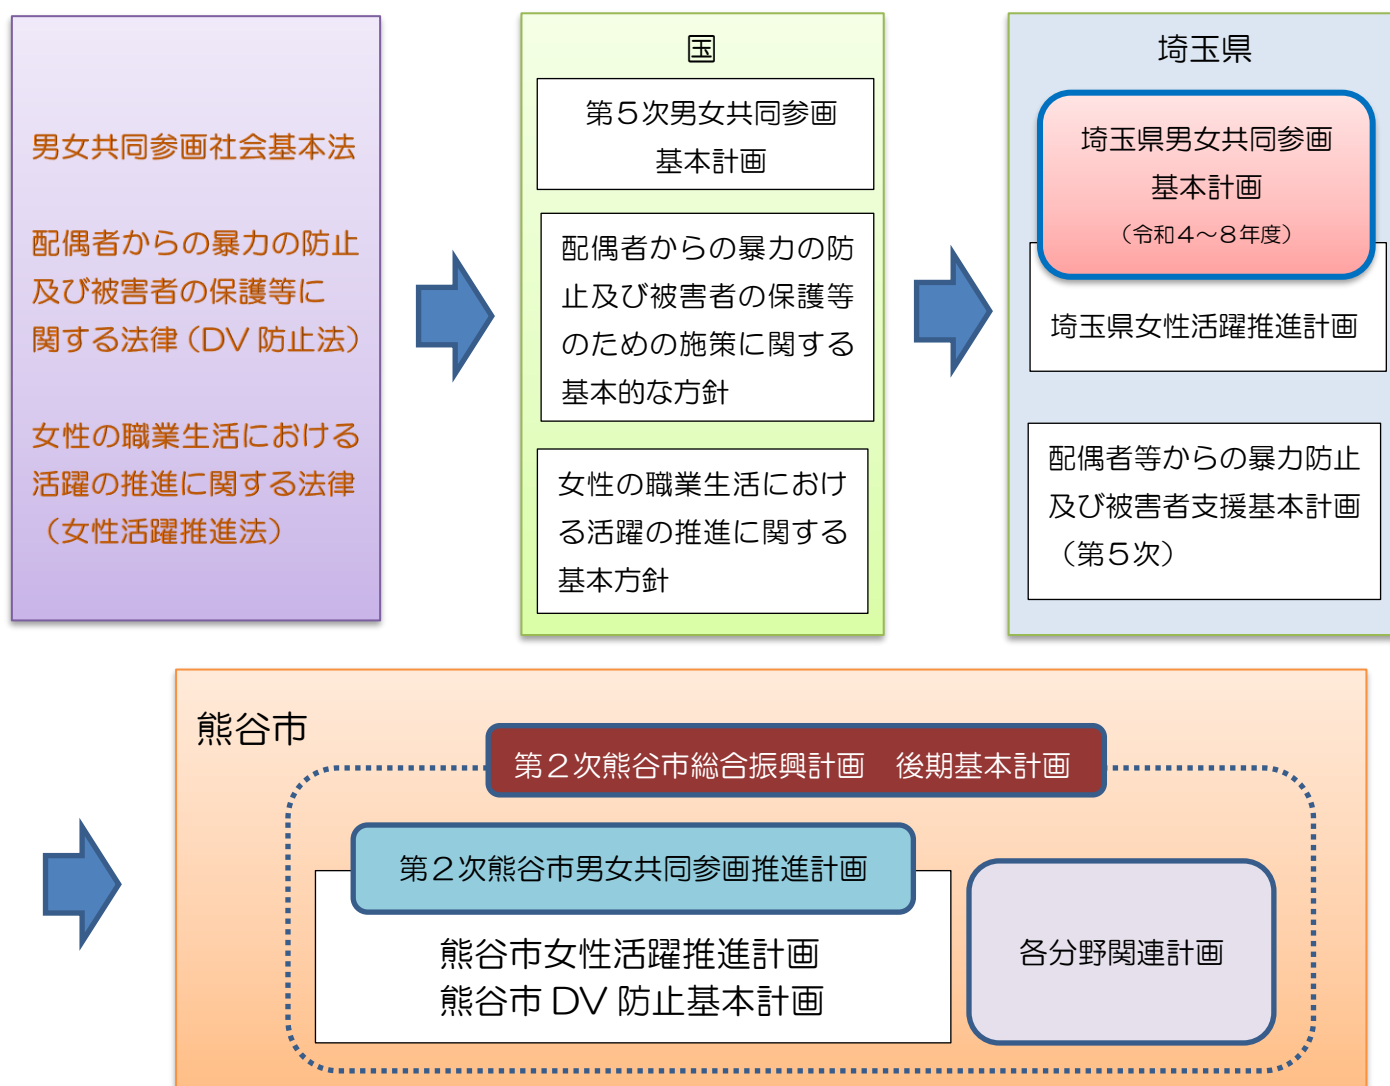 男女共同参画社会基本法
配偶者からの暴力の防止
及び被害者の保護等に
関する法律（DV 防止法）
女性の職業生活における
活躍の推進に関する法律
（女性活躍推進法）
国
第５次男女共同参画
基本計画
配偶者からの暴力の防
止及び被害者の保護等
のための施策に関する
基本的な方針
女性の職業生活におけ
る活躍の推進に関する
基本方針
埼玉県
埼玉県男女共同参画
基本計画
（令和４～８年度）
埼玉県女性活躍推進計画
配偶者等からの暴力防止
及び被害者支援基本計画
（第５次）
熊谷市
第２次熊谷市総合振興計画　後期基本計画
第２次熊谷市男女共同参画推進計画
熊谷市女性活躍推進計画
熊谷市 DV 防止基本計画
各分野関連計画